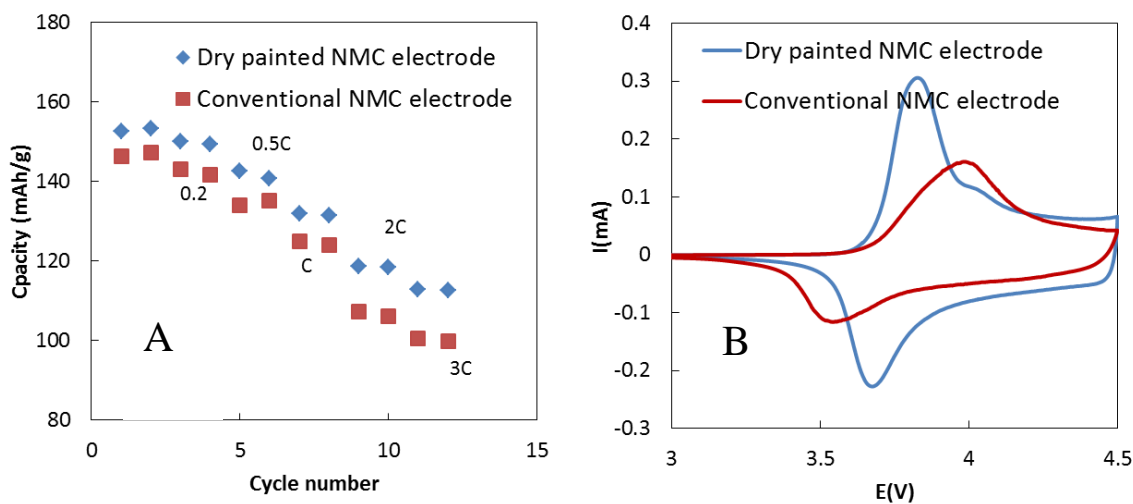 180
160
140
120
100
80
Cpacity (mAh/g)
Dry painted NMC electrode
Conventional NMC electrode
0.5C
0.2
2C
C
A
3C
0
5
10
15
Cycle number
0.4
0.3
0.2
0.1
0
-0.1
-0.2
-0.3
I(mA)
Dry painted NMC electrode
Conventional NMC electrode
B
3
3.5
4
4.5
E(V)